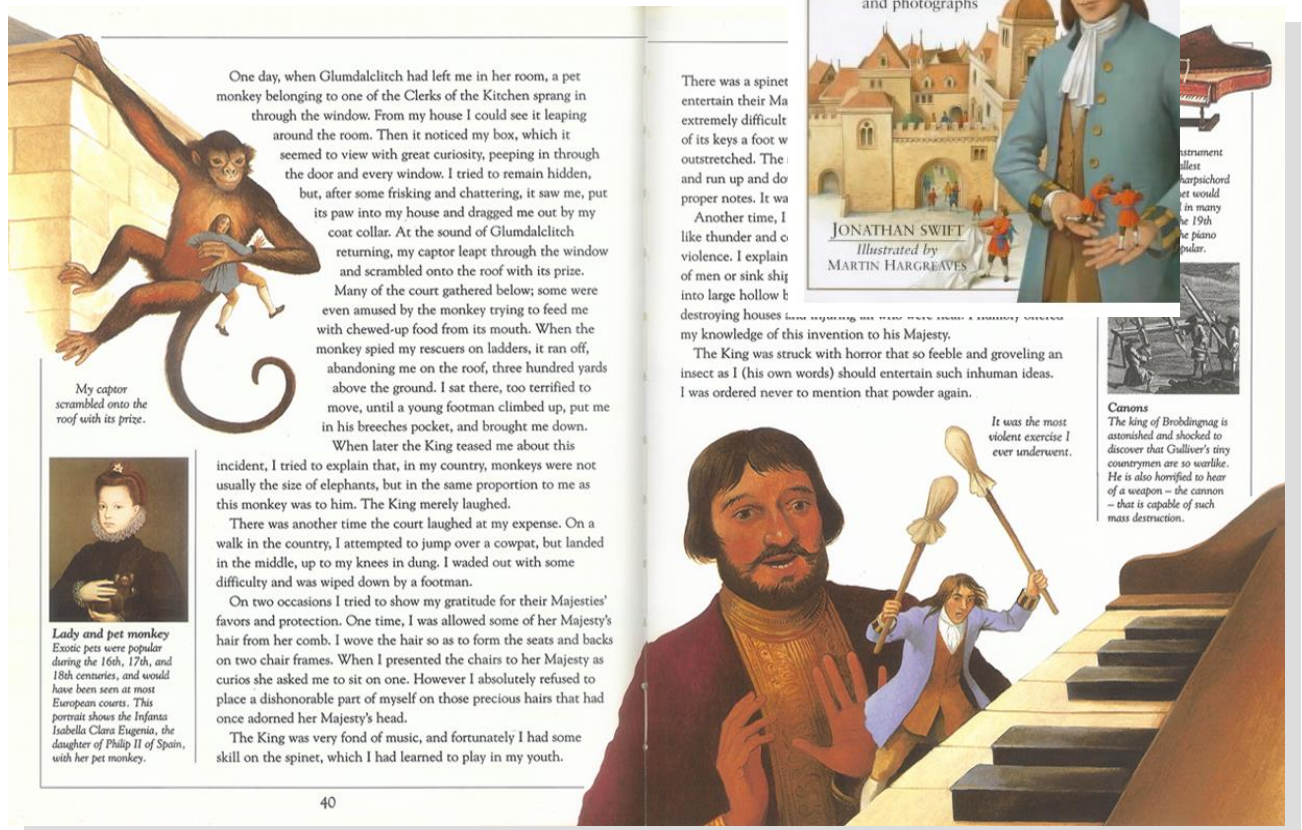 One day, when Glumdalclitch had left me in her room, a pet
monkey belonging to one of the Clerks of the Kitchen sprang in
through the window. From my house I could see it leaping
around the room. Then it noticed my box, which it
seemed to view with great curiosity, peeping in through
the door and every window. I tried to remain hidden,
but, after some frisking and chattering, it saw me, put
its paw into my house and dragged me out by my
coat collar. At the sound of Glumdalclitch
returning, my captor leapt through the window
and scrambled onto the roof with its prize.
Many of the court gathered below; some were
even amused by the monkey trying to feed me
with chewed-up food from its mouth. When the
monkey spied my rescuers on ladders, it ran off,
abandoning me on the roof, three hundred yards
above the ground. I sat there, too terrified to
move, until a young footman climbed up, put me
in his breeches pocket, and brought me down.
When later the King teased me about this
incident, I tried to explain that, in my country, monkeys were not
usually the size of elephants, but in the same proportion to me as
this monkey was to him. The King merely laughed.
There was another time the court laughed at my expense. On a
walk in the country, I attempted to jump over a cowpat, but landed
in the middle, up to my knees in dung. I waded out with some
difficulty and was wiped down by a footman.
On two occasions I tried to show my gratitude for their Majesties'
favors and protection. One time, I was allowed some of her Majesty's
hair from her comb. I wove the hair so as to form the seats and backs
on two chair frames. When I presented the chairs to her Majesty as
curios she asked me to sit on one. However I absolutely refused to
place a dishonorable part of myself on those precious hairs that had
once adorned her Majesty's head.
The King was very fond of music, and fortunately I had some
skill on the spinet, which I had learned to play in my youth.
My captor
scrambled onto the
roof with its prize.
Lady and pet monkey
Exotic pets were popular
during the 16th, 17th, and
18th centuries, and would
have been seen at most
European courts. This
portrait shows the Infanta
Isabella Clara Eugenia, the
daughter of Philip II of Spain,
with her pet monkey.
40
There was a spinet
entertain their Ma
extremely difficult
of its keys a foot w
outstretched. The
and run up and do
proper notes. It wa
Another time, I
like thunder and c
violence. I explain
of men or sink ship
into large hollow b
destroying houses and injuring all who were near. I humbly offered
my knowledge of this invention to his Majesty.
The King was struck with horror that so feeble and groveling an
insect as I (his own words) should entertain such inhuman ideas.
I was ordered never to mention that powder again.
It was the most
violent exercise I
ever underwent.
and photographs
JONATHAN SWIFT
Illustrated by
MARTIN HARGREAVES
nstrument
allest
harpsichord
et would
in many
he 19th
he piano
pular.
Canons
The king of Brobdingnag is
astonished and shocked to
discover that Gulliver's tiny
countrymen are so warlike.
He is also horrified to hear
of a weapon – the cannon
– that is capable of such
mass destruction.